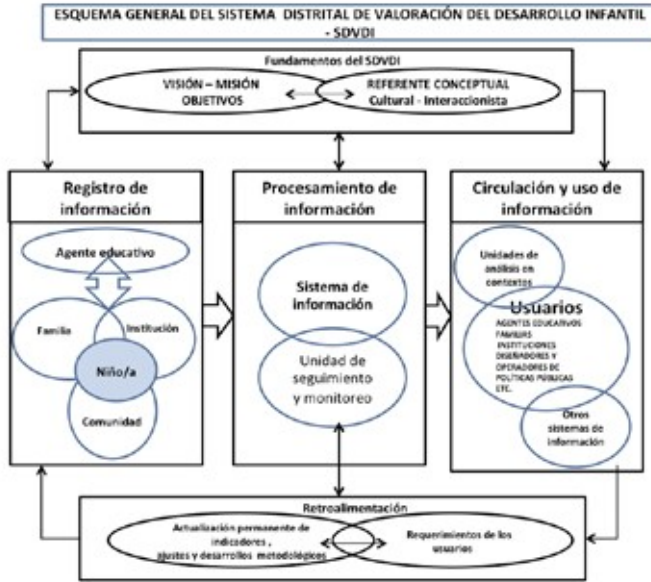 ESQUEMA GENERAL DEL SISTEMA DISTRITAL DE VALORACIÓN DEL DESARROLLO INFANTIL
- SDVDI
Fundamentos del SDVDI
VISIÓN – MISIÓN
OBJETIVOS
REFERENTE CONCEPTUAL
Cultural - Interaccionista
Registro de
información
Agente educativo
Familia
Institución
Niño/a
Comunidad
Procesamiento de
información
Sistema de
información
Unidad de
seguimiento
y monitoreo
Circulación y uso de
información
Unidades de
análisis en
contextos
Usuarios
AGENTES EDUCATIVOS
FAMILIAS
INSTITUCIONES
DISEÑADORES Y
OPERADORES DE
POLÍTICAS PÚBLICAS
ETC.
Otros
sistemas de
información
Retroalimentación
Actualización permanente de
indicadores ,
ajustes y desarrollos metodológicos
Requerimientos de los
usuarios